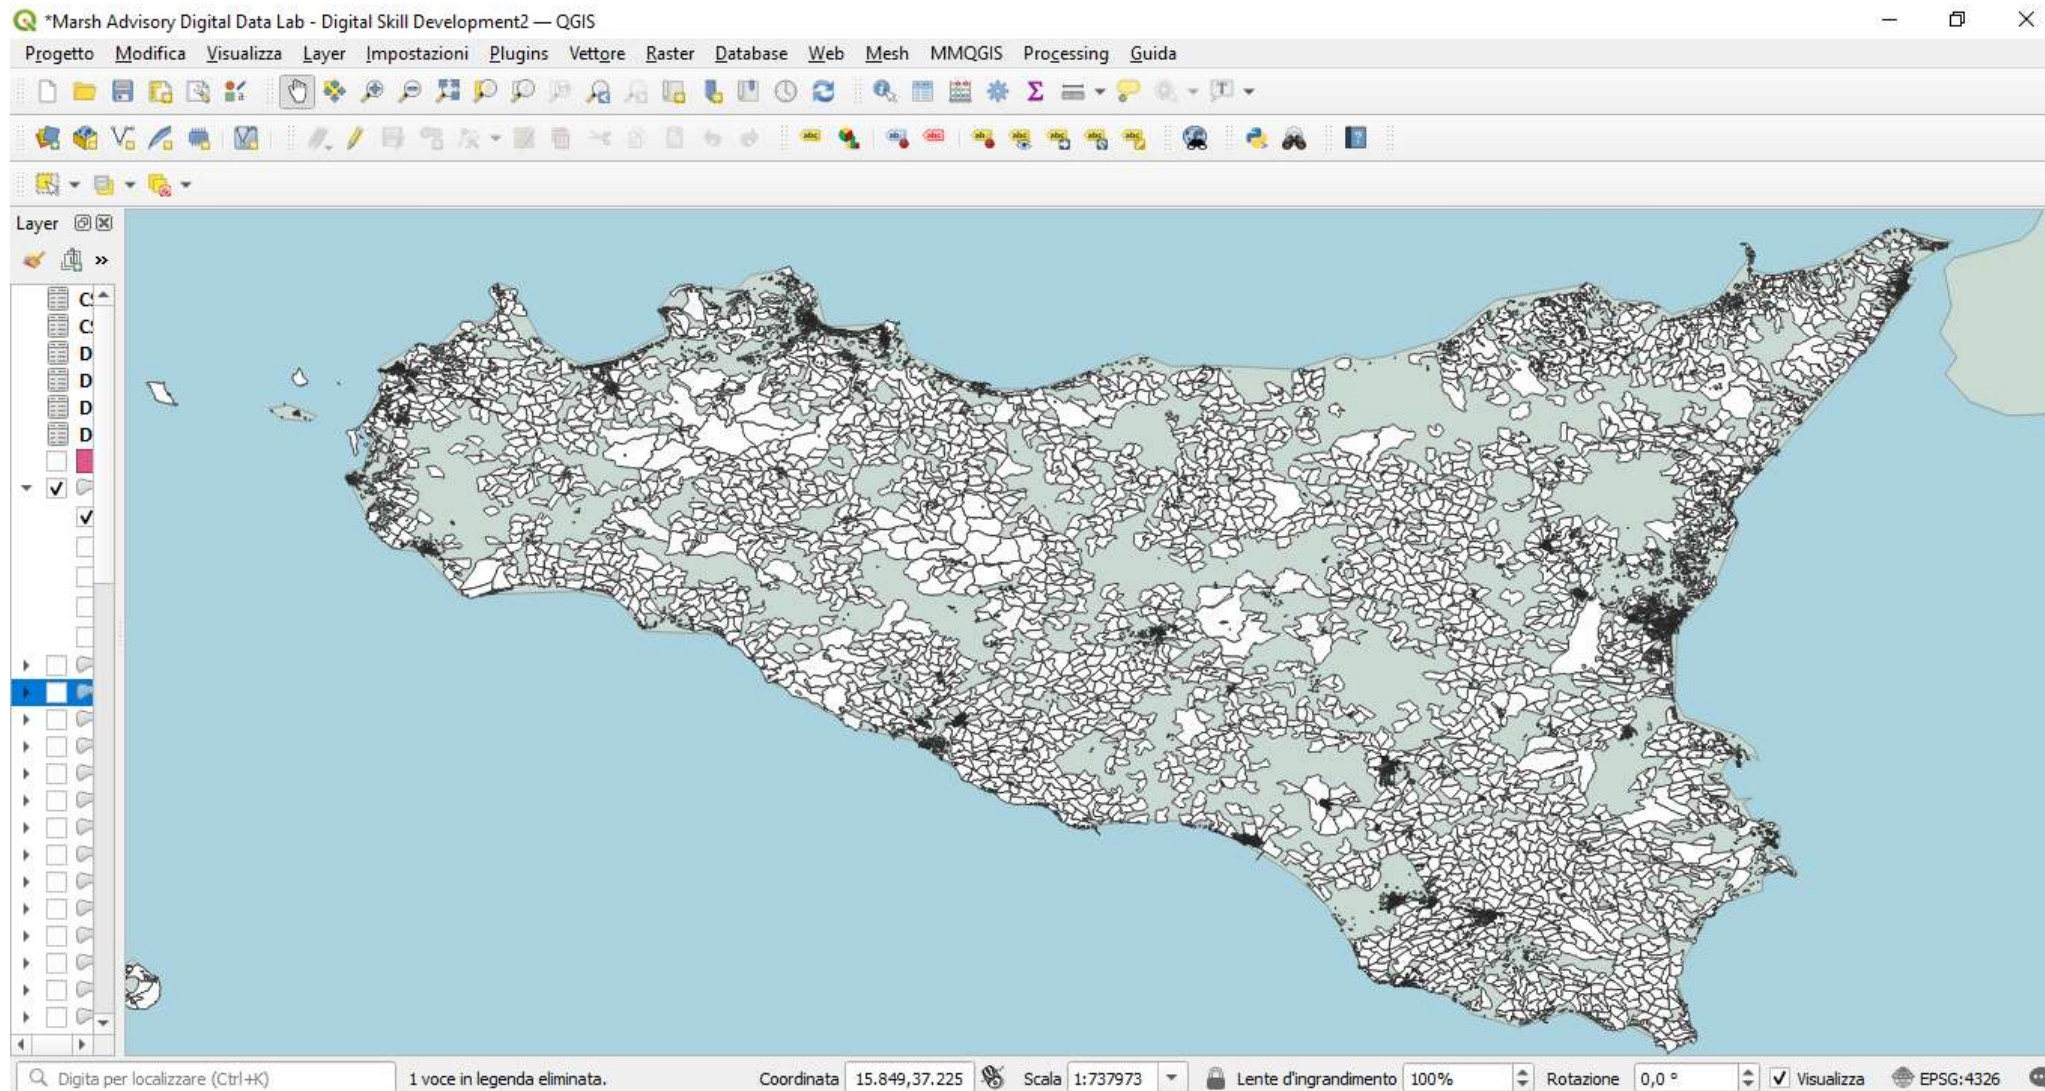 *Marsh Advisory Digital Data Lab - Digital Skill Development2 — QGIS
Progetto Modifica Visualizza Layer Impostazioni Plugins Vettore Raster Database Web Mesh MMQGIS Processing Guida
Layer
D
D
D
D
Digita per localizzare (Ctrl+K) 1 voce in legenda eliminata. Coordinata 15.849,37.225 Scala 1:737973 Lente d'ingrandimento 100% Rotazione 0,0 ° Visualizza EPSG:4326